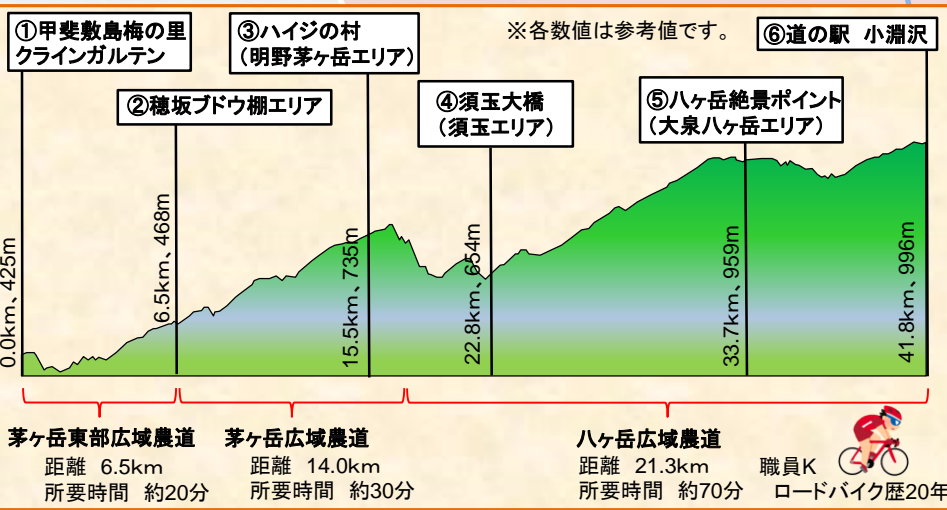 ①甲斐敷島梅の里
クラインガルテン
②穂坂ブドウ棚エリア
③ハイジの村
(明野茅ヶ岳エリア)
④須玉大橋
(須玉エリア)
※各数値は参考値です。
⑤八ヶ岳絶景ポイント
(大泉八ヶ岳エリア)
⑥道の駅 小淵沢
0.0km、425m
6.5km、468m
15.5km、735m
22.8km、654m
33.7km、959m
41.8km、996m
茅ヶ岳東部広域農道
距離 6.5km
所要時間 約20分
茅ヶ岳広域農道
距離 14.0km
所要時間 約30分
八ヶ岳広域農道
距離 21.3km
所要時間 約70分
職員K
ロードバイク歴20年